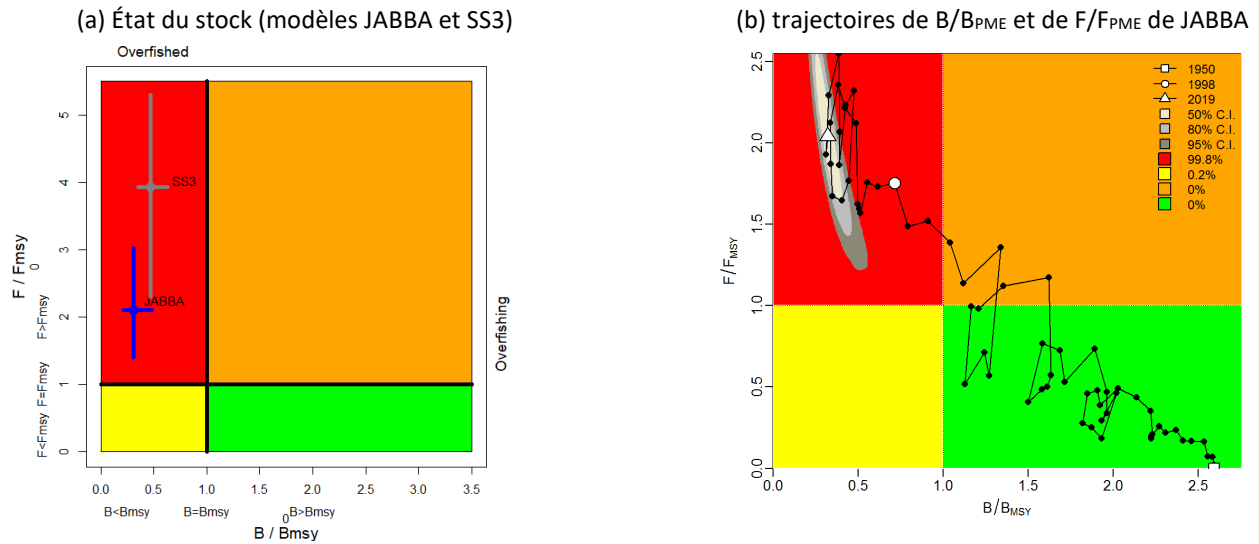 (a) État du stock (modèles JABBA et SS3)
Overfished
F / Fmsy
0
F<Fmsy F=Fmsy F>Fmsy
5
4
3
2
1
0
SS3
JABBA
Overfishing
0.0 0.5 1.0 1.5 2.0 2.5 3.0 3.5
B<Bmsy B=Bmsy 0 B>Bmsy
B / Bmsy
(b) trajectoires de B/BPME et de F/FPME de JABBA
F/FMSY
2.5
2.0
1.5
1.0
0.5
0.0
1950
1998
2019
50% C.I.
80% C.I.
95% C.I.
99.8%
0.2%
0%
0%
0.0 0.5 1.0 1.5 2.0 2.5
B/BMSY